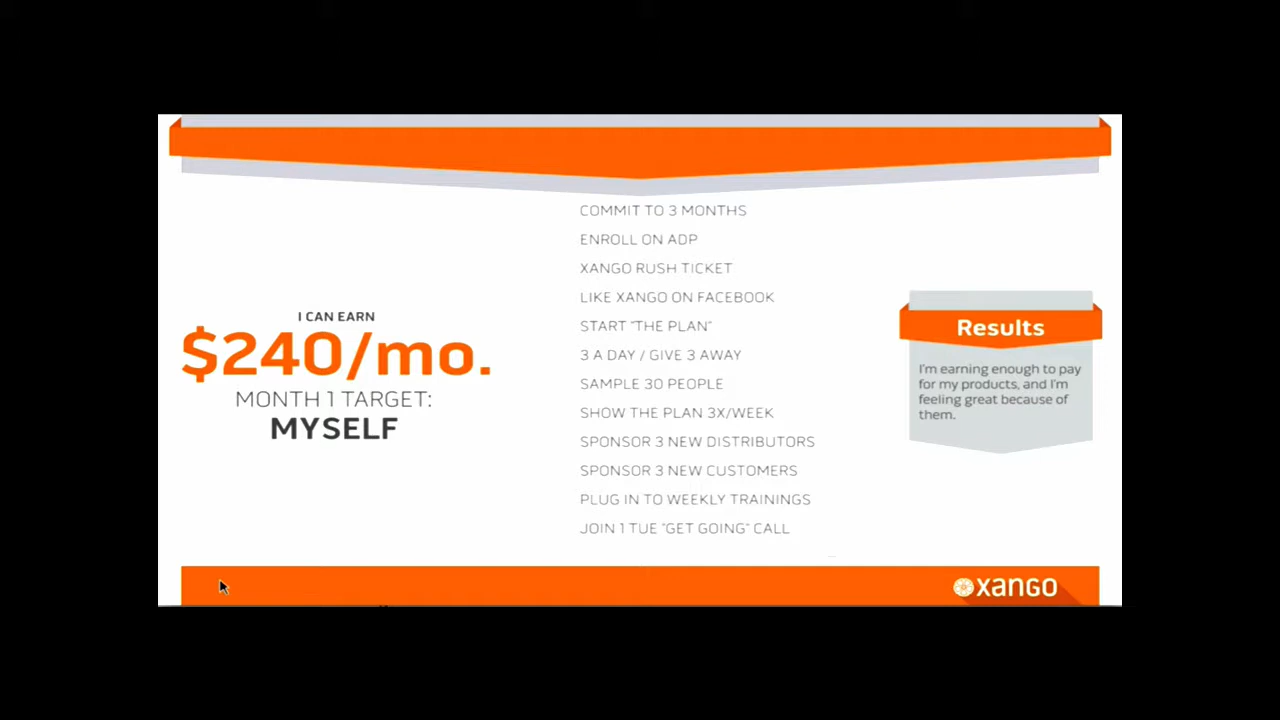 I CAN EARN
$240/mo.
MONTH 1 TARGET:
MYSELF
COMMIT TO 3 MONTHS
ENROLL ON ADP
XANGO RUSH TICKET
LIKE XANGO ON FACEBOOK
START "THE PLAN"
3 A DAY / GIVE 3 AWAY
SAMPLE 30 PEOPLE
SHOW THE PLAN 3X/WEEK
SPONSOR 3 NEW DISTRIBUTORS
SPONSOR 3 NEW CUSTOMERS
PLUG IN TO WEEKLY TRAININGS
JOIN 1 TUE "GET GOING" CALL
Results
I'm earning enough to pay
for my products, and I'm
feeling great because of
them.
xango